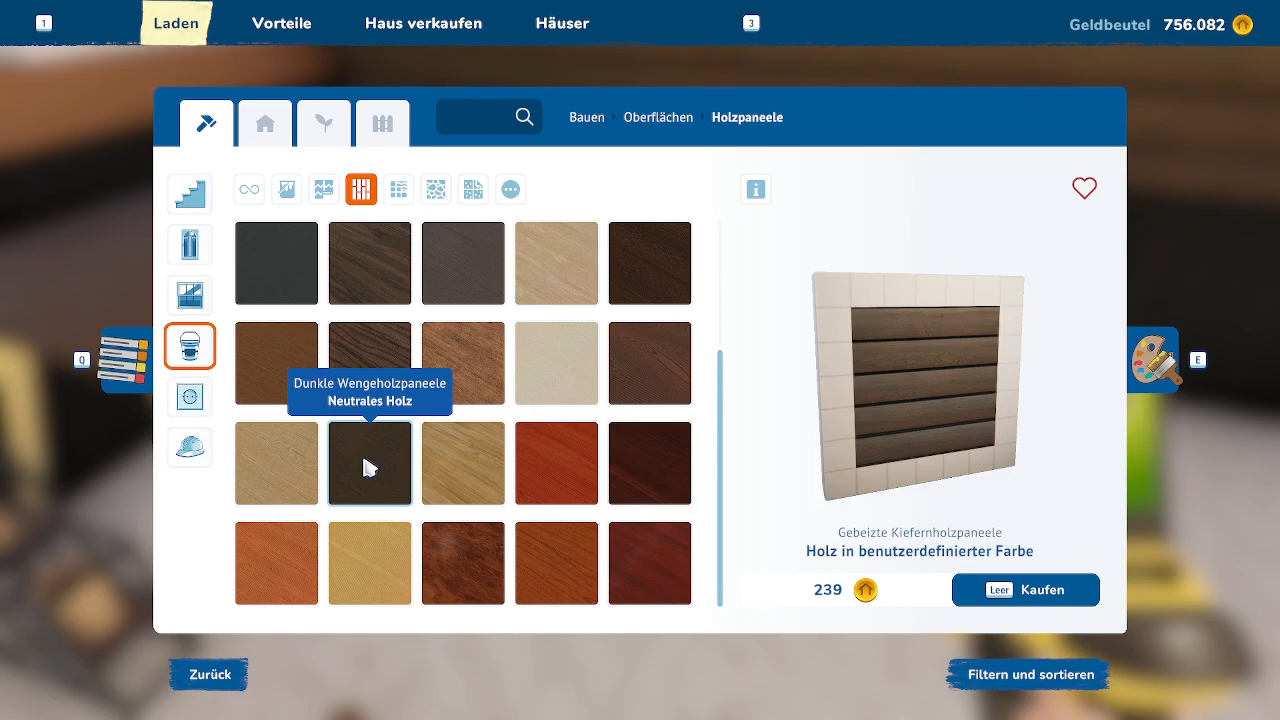 1
Laden
Vorteile
Haus verkaufen
Häuser
3
Geldbeutel 756.082
Bauen
Oberflächen
Holzpaneele
Dunkle Wengeholzpaneele
Neutrales Holz
Q
E
Gebeizte Kiefernholzpaneele
Holz in benutzerdefinierter Farbe
239
Leer Kaufen
Zurück
Filtern und sortieren